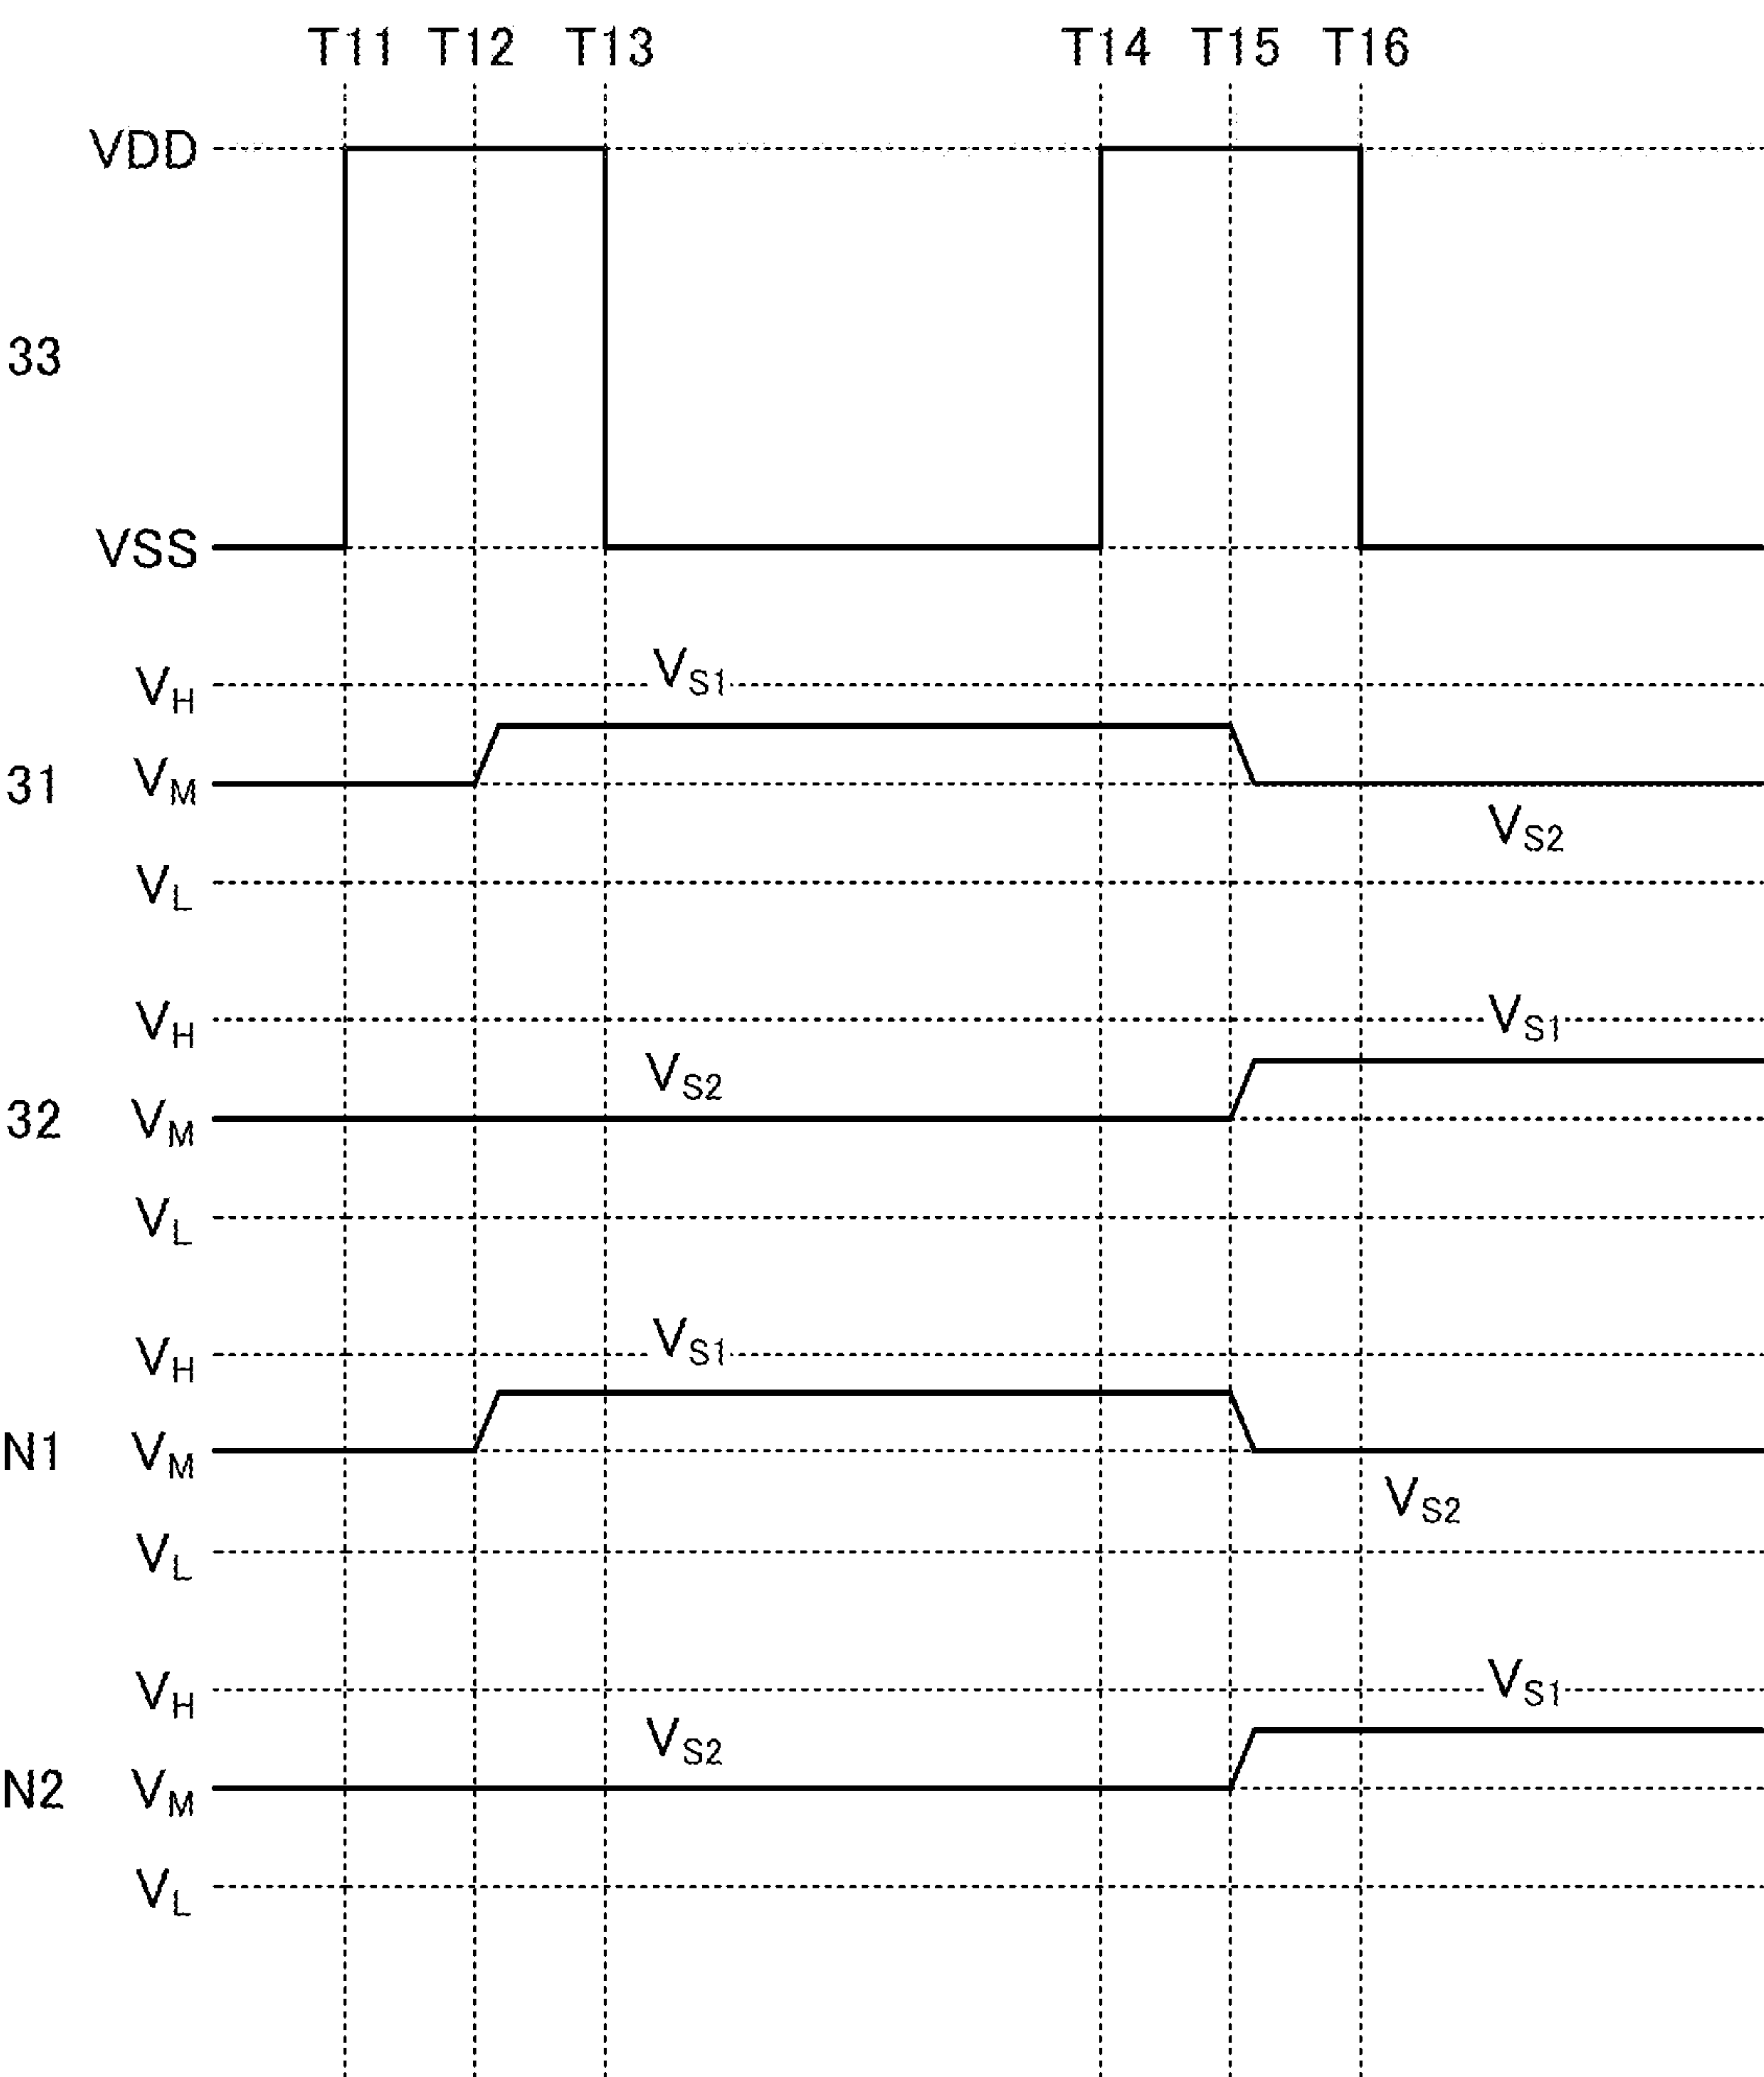 T11 T12 T13 T14 T15 T16
VDD
33
VSS
VH VS1
31 VM
VS2
VL
VH VS1
VS2
32 VM
VL
VH VS1
N1 VM
VS2
VL
VH VS1
VS2
N2 VM
VL